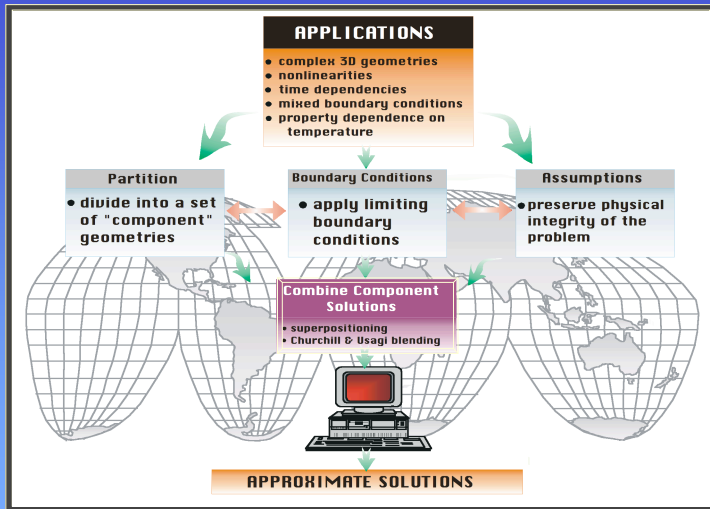 APPLICATIONS
• complex 3D geometries
• nonlinearities
• time dependencies
• mixed boundary conditions
• property dependence on
temperature
Partition
• divide into a set
of "component"
geometries
Boundary Conditions
• apply limiting
boundary
conditions
Assumptions
• preserve physical
integrity of the
problem
Combine Component
Solutions
• superpositioning
• Churchill & Usagi blending
APPROXIMATE SOLUTIONS